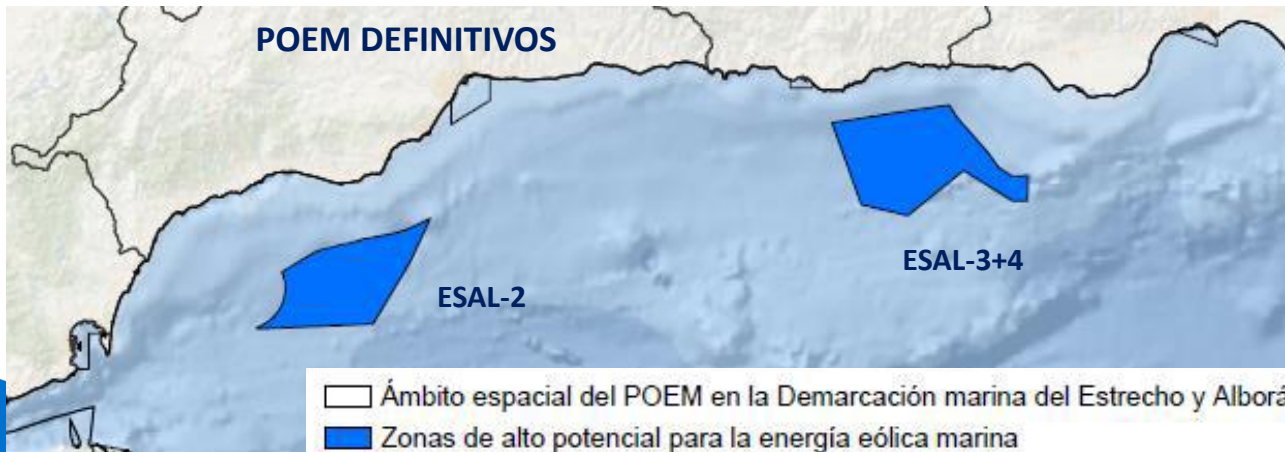 POEM DEFINITIVOS
ESAL-3+4
ESAL-2
Ámbito espacial del POEM en la Demarcación marina del Estrecho y Alborá
Zonas de alto potencial para la energía eólica marina